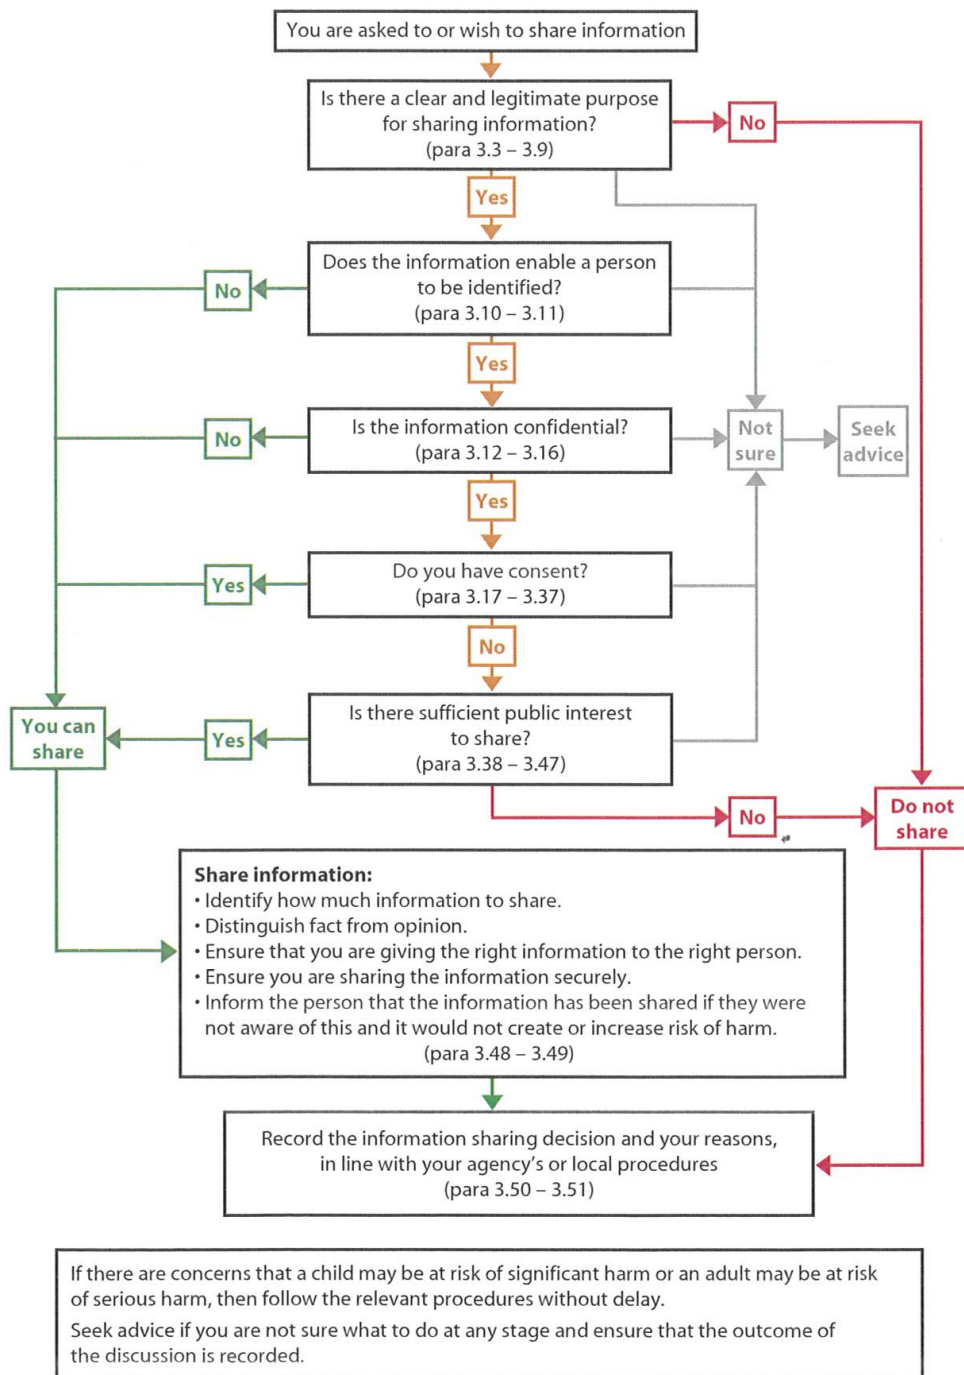 You are asked to or wish to share information
Is there a clear and legitimate purpose
for sharing information?
(para 3.3 – 3.9)
No
Yes
Does the information enable a person
to be identified?
(para 3.10 – 3.11)
No
Yes
Is the information confidential?
(para 3.12 – 3.16)
No
Not
sure
Seek
advice
Yes
Do you have consent?
(para 3.17 – 3.37)
Yes
No
Is there sufficient public interest
to share?
(para 3.38 – 3.47)
You can
share
Yes
No
Do not
share
Share information:
• Identify how much information to share.
• Distinguish fact from opinion.
• Ensure that you are giving the right information to the right person.
• Ensure you are sharing the information securely.
• Inform the person that the information has been shared if they were
not aware of this and it would not create or increase risk of harm.
(para 3.48 – 3.49)
Record the information sharing decision and your reasons,
in line with your agency's or local procedures
(para 3.50 – 3.51)
If there are concerns that a child may be at risk of significant harm or an adult may be at risk
of serious harm, then follow the relevant procedures without delay.
Seek advice if you are not sure what to do at any stage and ensure that the outcome of
the discussion is recorded.